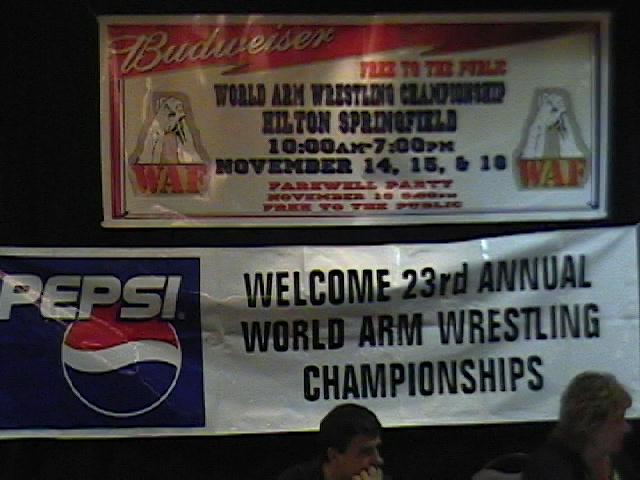 Budweiser
FREE TO THE PUBLIC
WORLD ARM WRESTLING CHAMPIONSHIP
HILTON SPRINGFIELD
10:00AM-7:00PM
NOVEMBER 14, 15, & 16
WAF
WAF
FAREWELL PARTY
NOVEMBER
FREE TO THE PUBLIC
PEPSI
WELCOME 23rd ANNUAL
WORLD ARM WRESTLING
CHAMPIONSHIPS